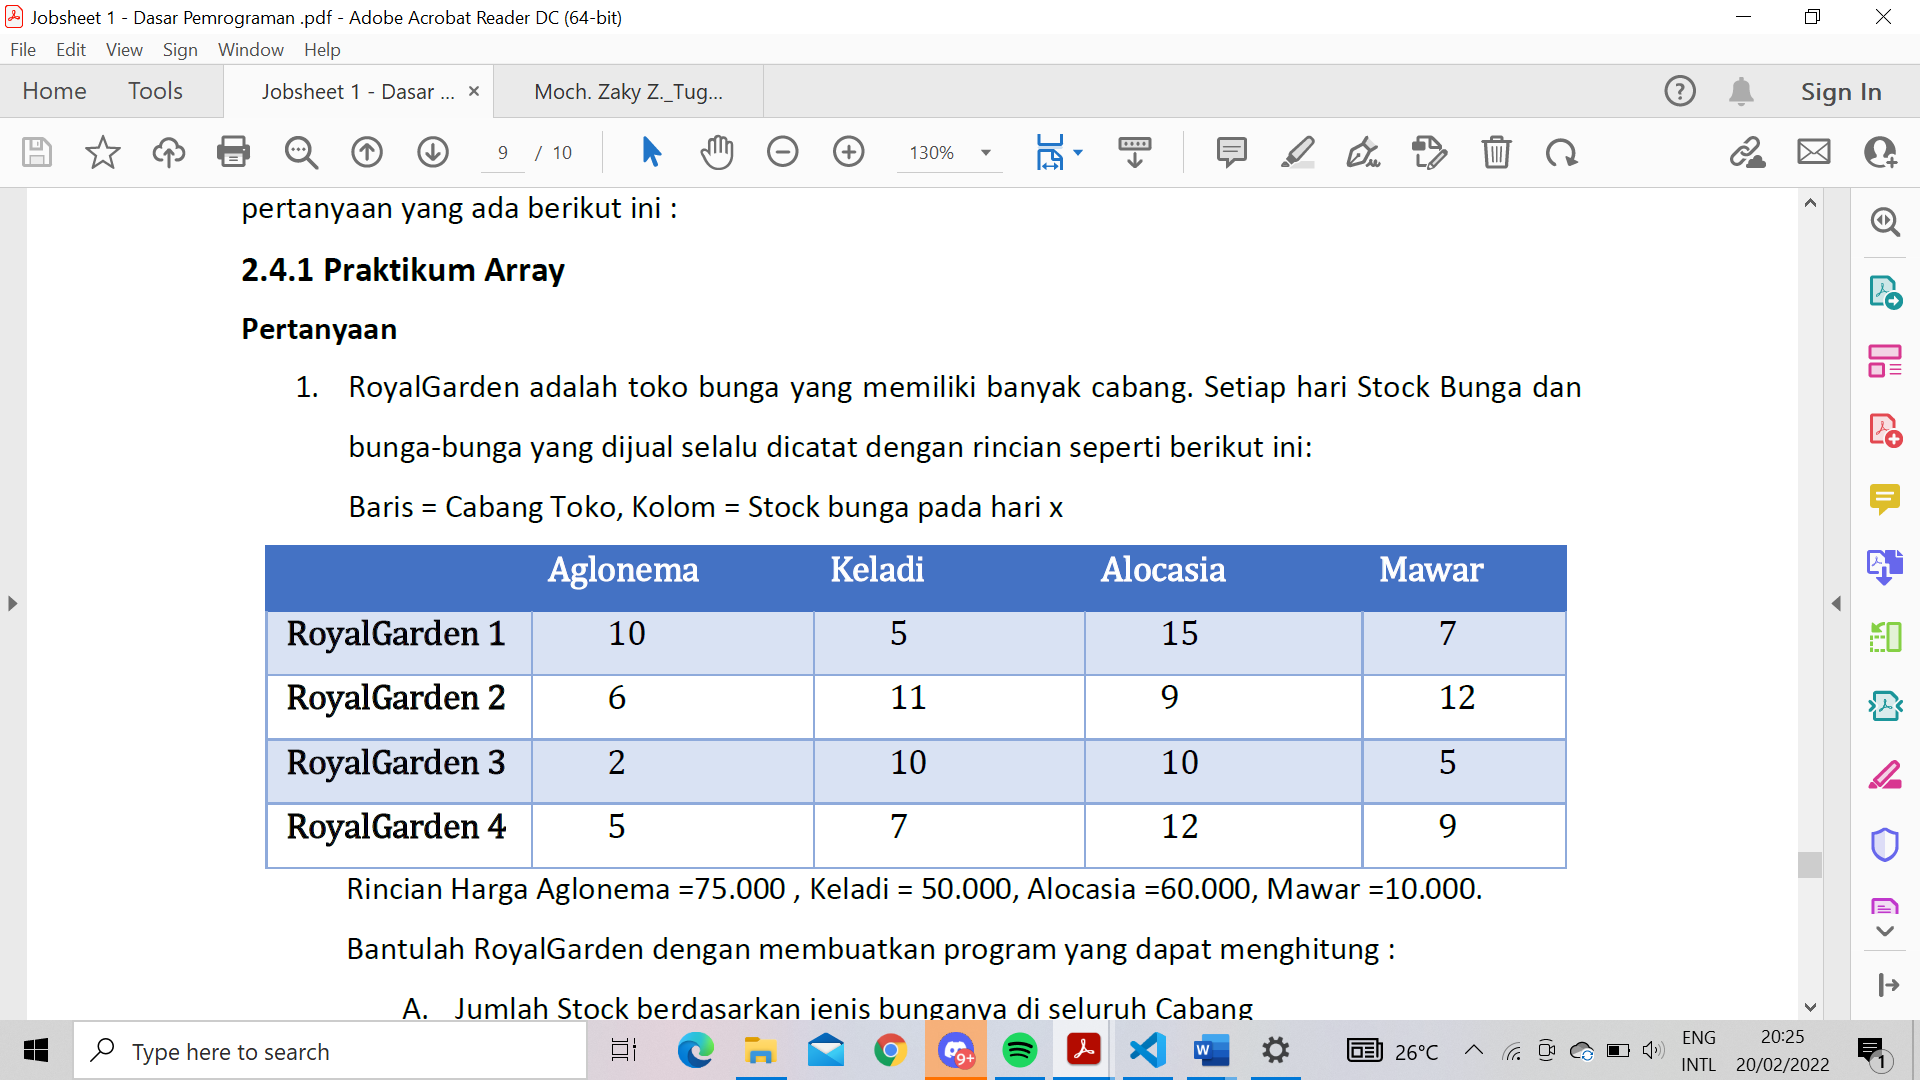 Jobsheet 1 - Dasar Pemrograman .pdf - Adobe Acrobat Reader DC (64-bit)
File Edit View Sign Window Help
Home Tools Jobsheet 1 - Dasar ... × Moch. Zaky Z._Tug... Sign In
9 / 10 130%
pertanyaan yang ada berikut ini :
2.4.1 Praktikum Array
Pertanyaan
1. RoyalGarden adalah toko bunga yang memiliki banyak cabang. Setiap hari Stock Bunga dan
bunga-bunga yang dijual selalu dicatat dengan rincian seperti berikut ini:
Baris = Cabang Toko, Kolom = Stock bunga pada hari x
Aglonema Keladi Alocasia Mawar
RoyalGarden 1 10 5 15 7
RoyalGarden 2 6 11 9 12
RoyalGarden 3 2 10 10 5
RoyalGarden 4 5 7 12 9
Rincian Harga Aglonema =75.000 , Keladi = 50.000, Alocasia =60.000, Mawar =10.000.
Bantulah RoyalGarden dengan membuatkan program yang dapat menghitung :
A. Jumlah Stock berdasarkan jenis bunganya di seluruh Cabang
Type here to search
9+
26°C
ENG
INTL
20:25
20/02/2022
1